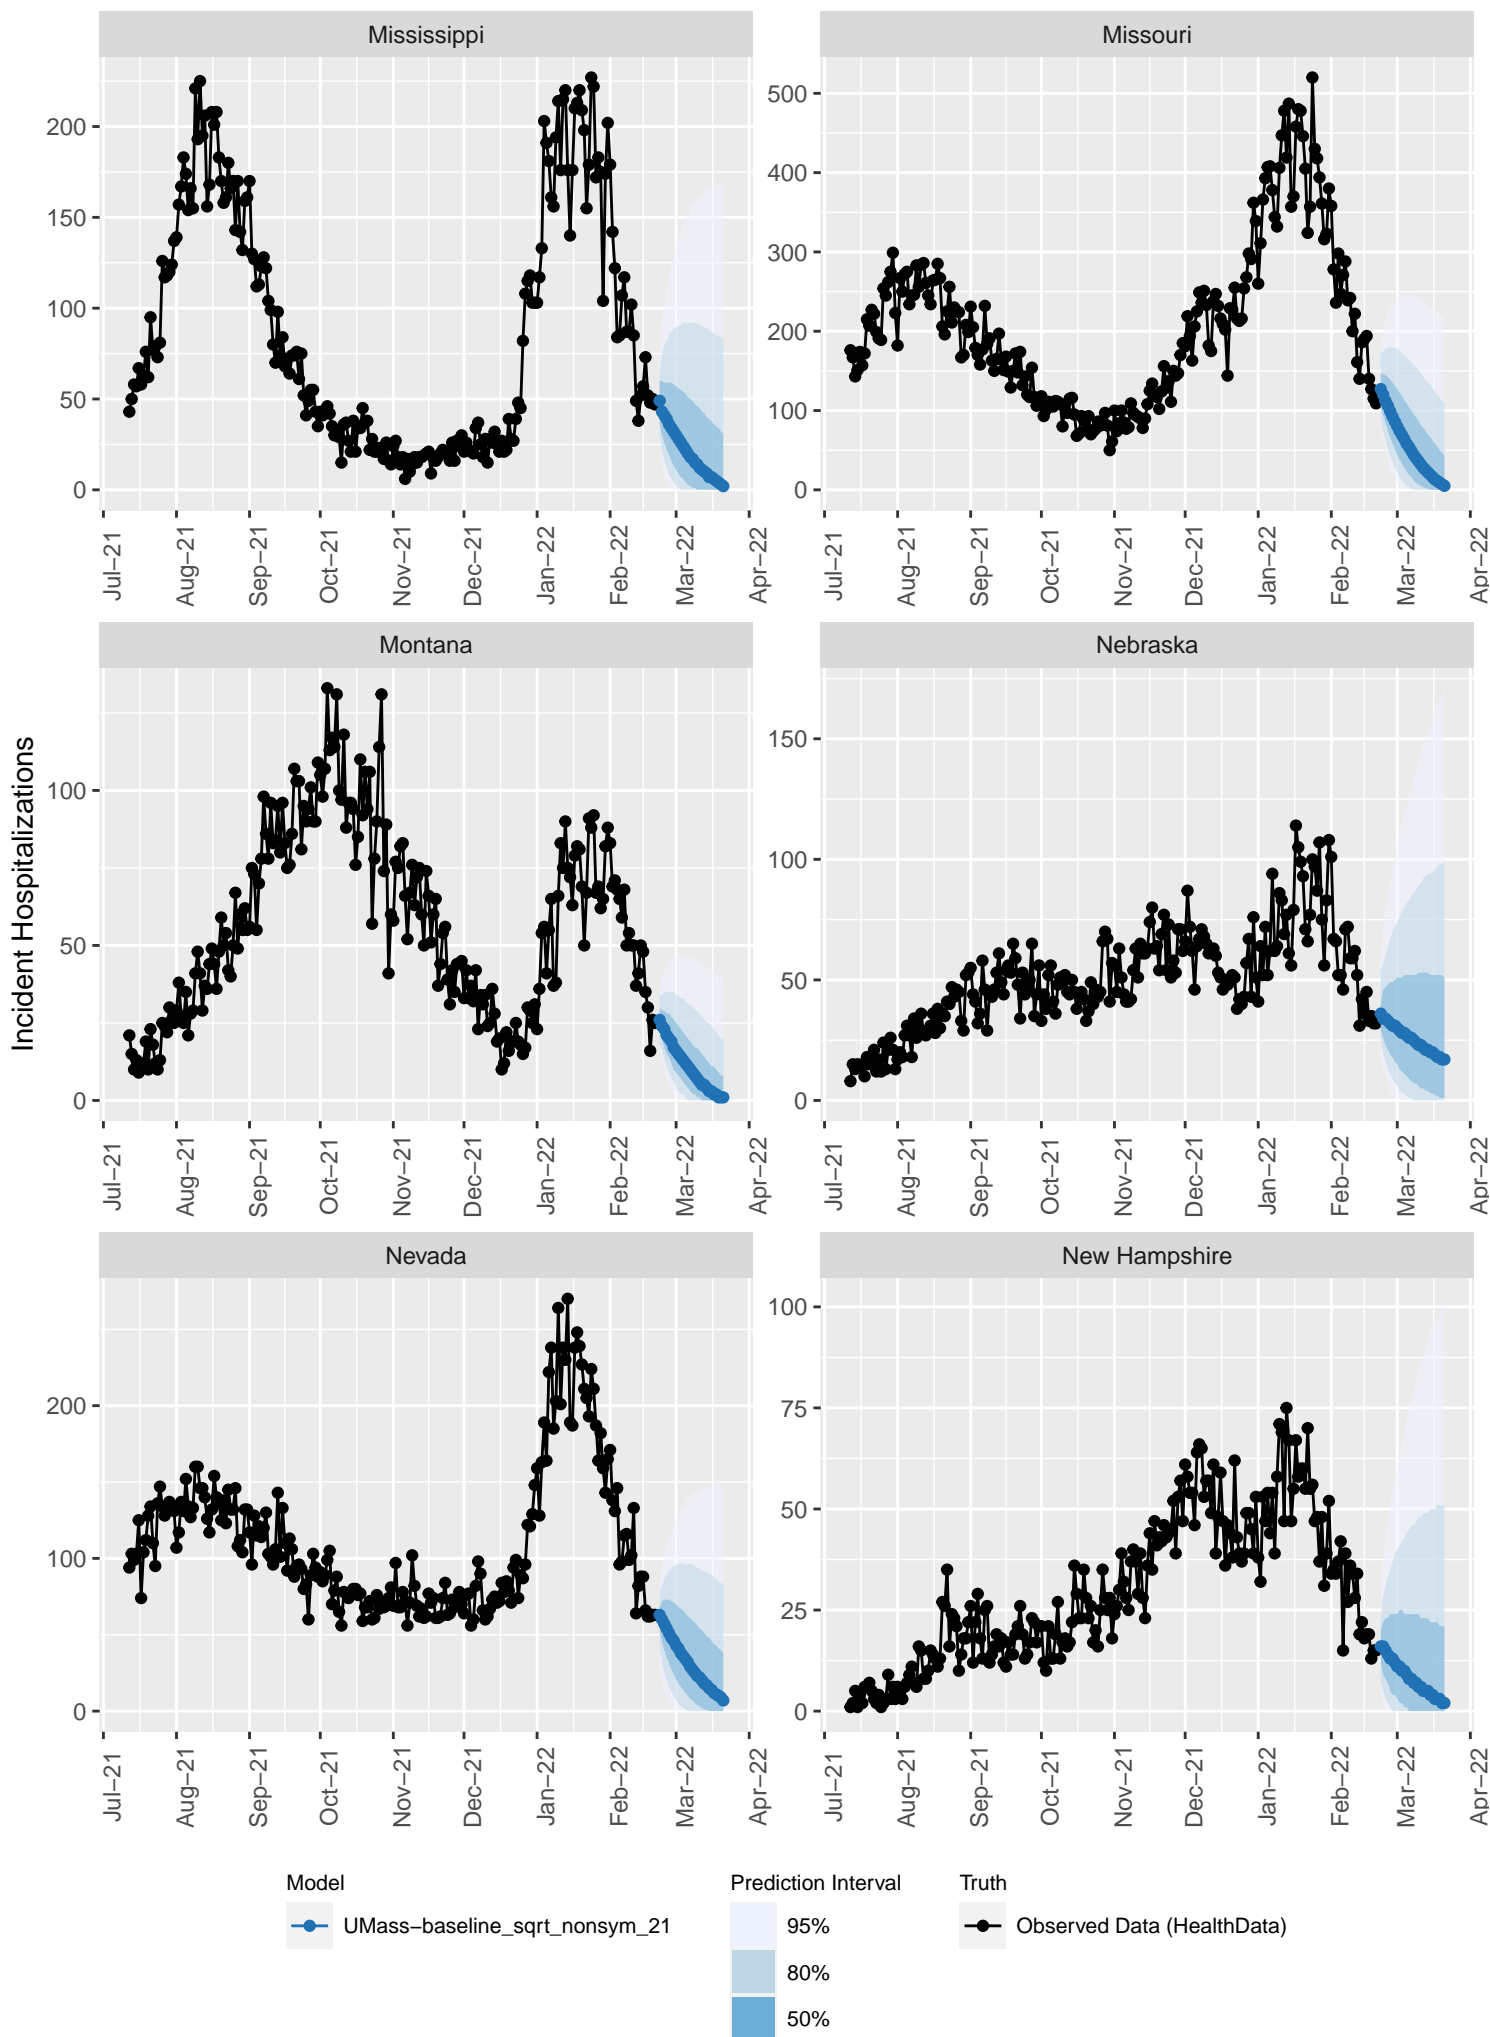 Mississippi
Missouri
200
150
100
50
0
500
400
300
200
100
0
Jul−21
Aug−21
Sep−21
Oct−21
Nov−21
Dec−21
Jan−22
Feb−22
Mar−22
Apr−22
Jul−21
Aug−21
Sep−21
Oct−21
Nov−21
Dec−21
Jan−22
Feb−22
Mar−22
Apr−22
Incident Hospitalizations
Montana
Nebraska
100
50
0
150
100
50
0
Jul−21
Aug−21
Sep−21
Oct−21
Nov−21
Dec−21
Jan−22
Feb−22
Mar−22
Apr−22
Jul−21
Aug−21
Sep−21
Oct−21
Nov−21
Dec−21
Jan−22
Feb−22
Mar−22
Apr−22
Nevada
New Hampshire
200
100
0
100
75
50
25
0
Jul−21
Aug−21
Sep−21
Oct−21
Nov−21
Dec−21
Jan−22
Feb−22
Mar−22
Apr−22
Jul−21
Aug−21
Sep−21
Oct−21
Nov−21
Dec−21
Jan−22
Feb−22
Mar−22
Apr−22
Model
UMass−baseline_sqrt_nonsym_21
Prediction Interval
95%
80%
50%
Truth
Observed Data (HealthData)